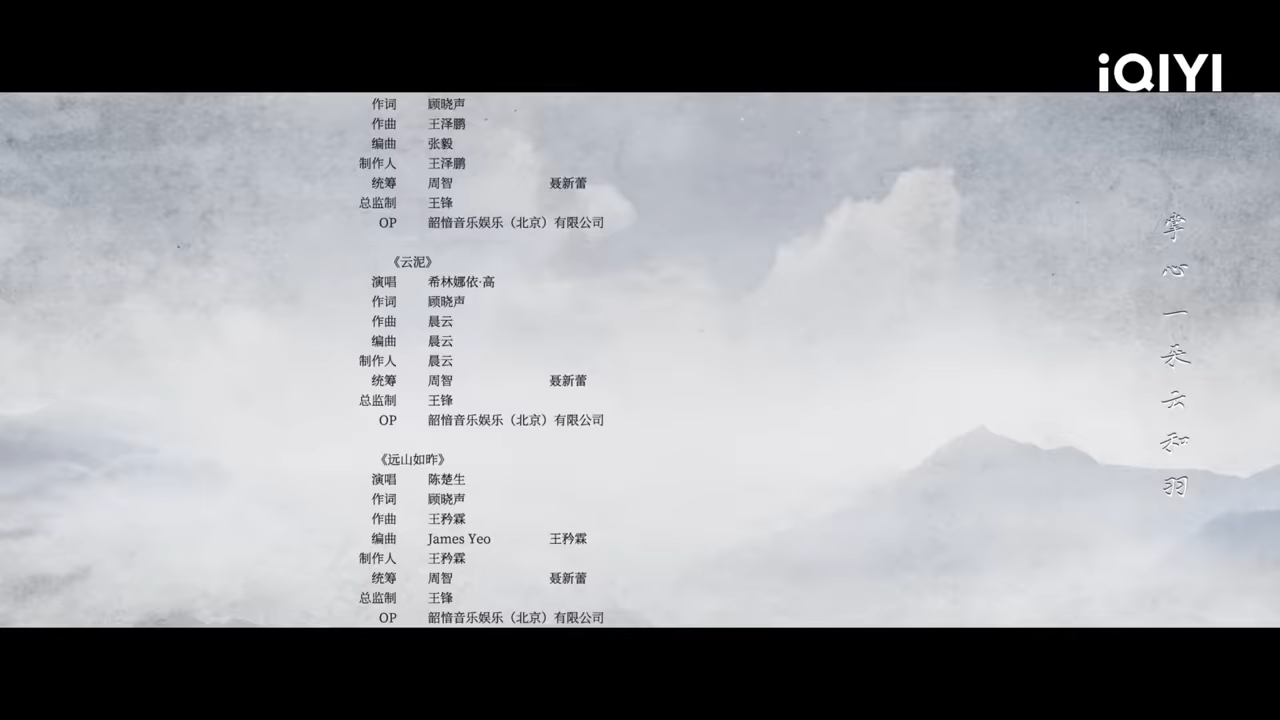 iQIYI
作词 顾晓声
作曲 王泽鹏
编曲 张毅
制作人 王泽鹏
统筹 周智 聂新蕾
总监制 王锋
OP 韶愔音乐娱乐（北京）有限公司
《云泥》
演唱 希林娜依·高
作词 顾晓声
作曲 晨云
编曲 晨云
制作人 晨云
统筹 周智 聂新蕾
总监制 王锋
OP 韶愔音乐娱乐（北京）有限公司
《远山如昨》
演唱 陈楚生
作词 顾晓声
作曲 王矜霖
编曲 James Yeo 王矜霖
制作人 王矜霖
统筹 周智 聂新蕾
总监制 王锋
OP 韶愔音乐娱乐（北京）有限公司
掌心一朵云和羽